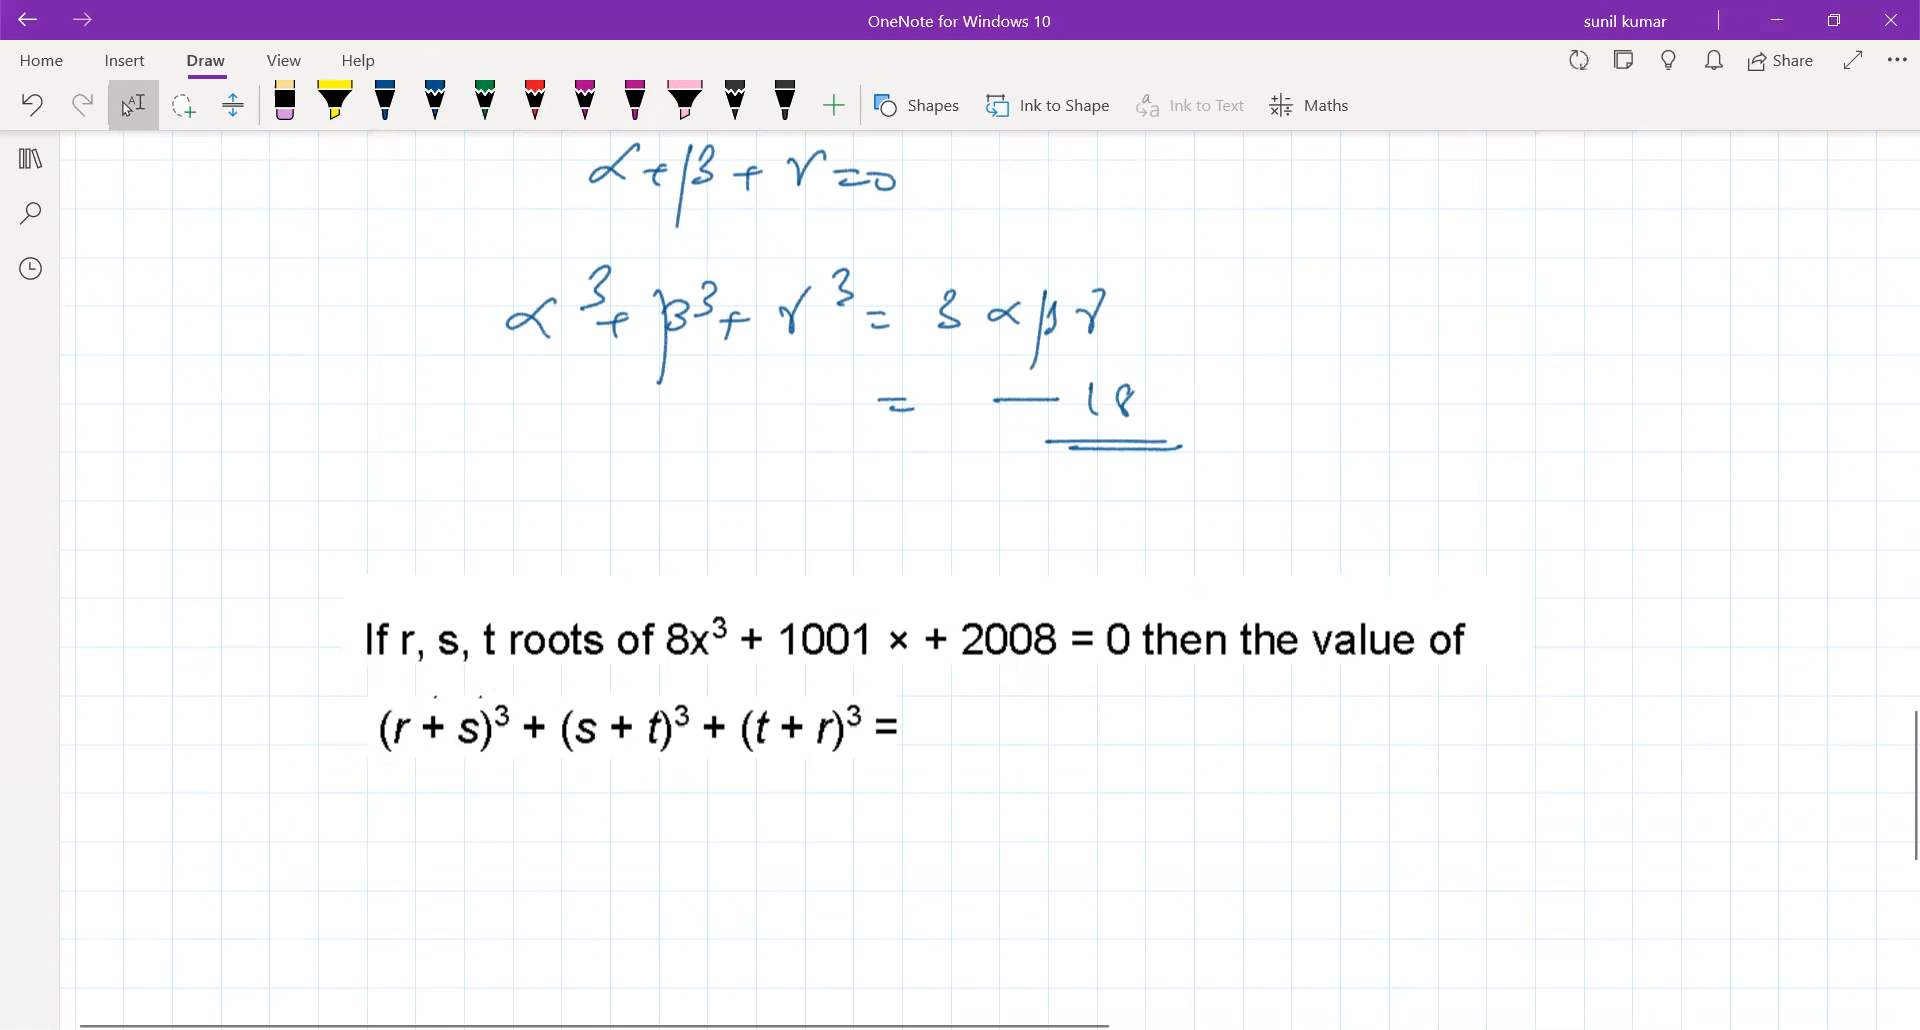 OneNote for Windows 10
sunil kumar
Home Insert Draw View Help
Share
Shapes Ink to Shape Ink to Text Maths
α + β + γ = 0
α³ + β³ + γ³ = 3 α β γ
= — 18
If r, s, t roots of 8x³ + 1001 × + 2008 = 0 then the value of
(r + s)³ + (s + t)³ + (t + r)³ =